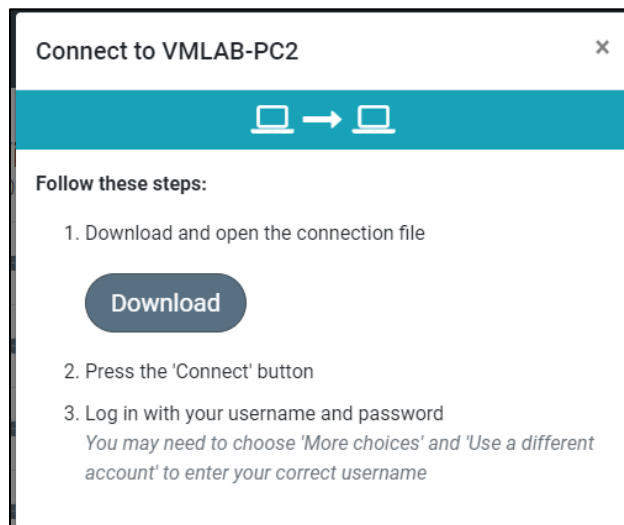 Connect to VMLAB-PC2
×
Follow these steps:
1. Download and open the connection file
Download
2. Press the 'Connect' button
3. Log in with your username and password
You may need to choose 'More choices' and 'Use a different
account' to enter your correct username